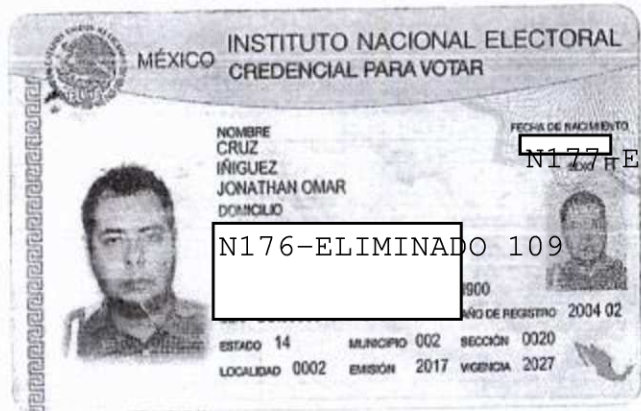 MÉXICO INSTITUTO NACIONAL ELECTORAL
CREDENCIAL PARA VOTAR
NOMBRE
CRUZ
IÑIGUEZ
JONATHAN OMAR
DOMICILIO
FECHA DE NACIMIENTO
N177-E
SEXO H
N176-ELIMINADO 109
AÑO DE REGISTRO 2004 02
ESTADO 14 MUNICIPIO 002 SECCIÓN 0020
LOCALIDAD 0002 EMISIÓN 2017 VIGENCIA 2027